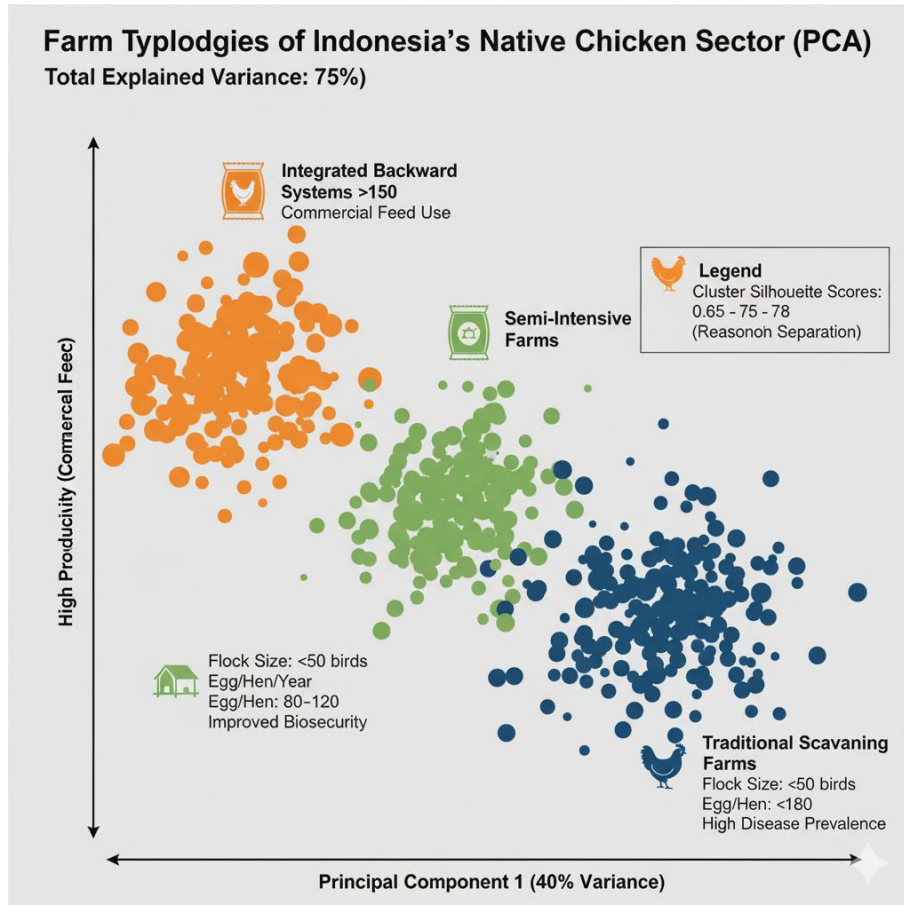 Farm Typlodgies of Indonesia's Native Chicken Sector (PCA)
Total Explained Variance: 75%)
Integrated Backward
Systems >150
Commercial Feed Use
Legend
Cluster Silhouette Scores:
0.65 - 75 - 78
(Reasonoın Separation)
Semi-Intensive
Farms
High Producivity (Commercal Feec)
Flock Size: <50 birds
Egg/Hen/Year
Egg/Hen: 80–120
Improved Biosecurity
Traditional Scavaning
Farms
Flock Size: <50 birds
Egg/Hen: <180
High Disease Prevalence
Principal Component 1 (40% Variance)